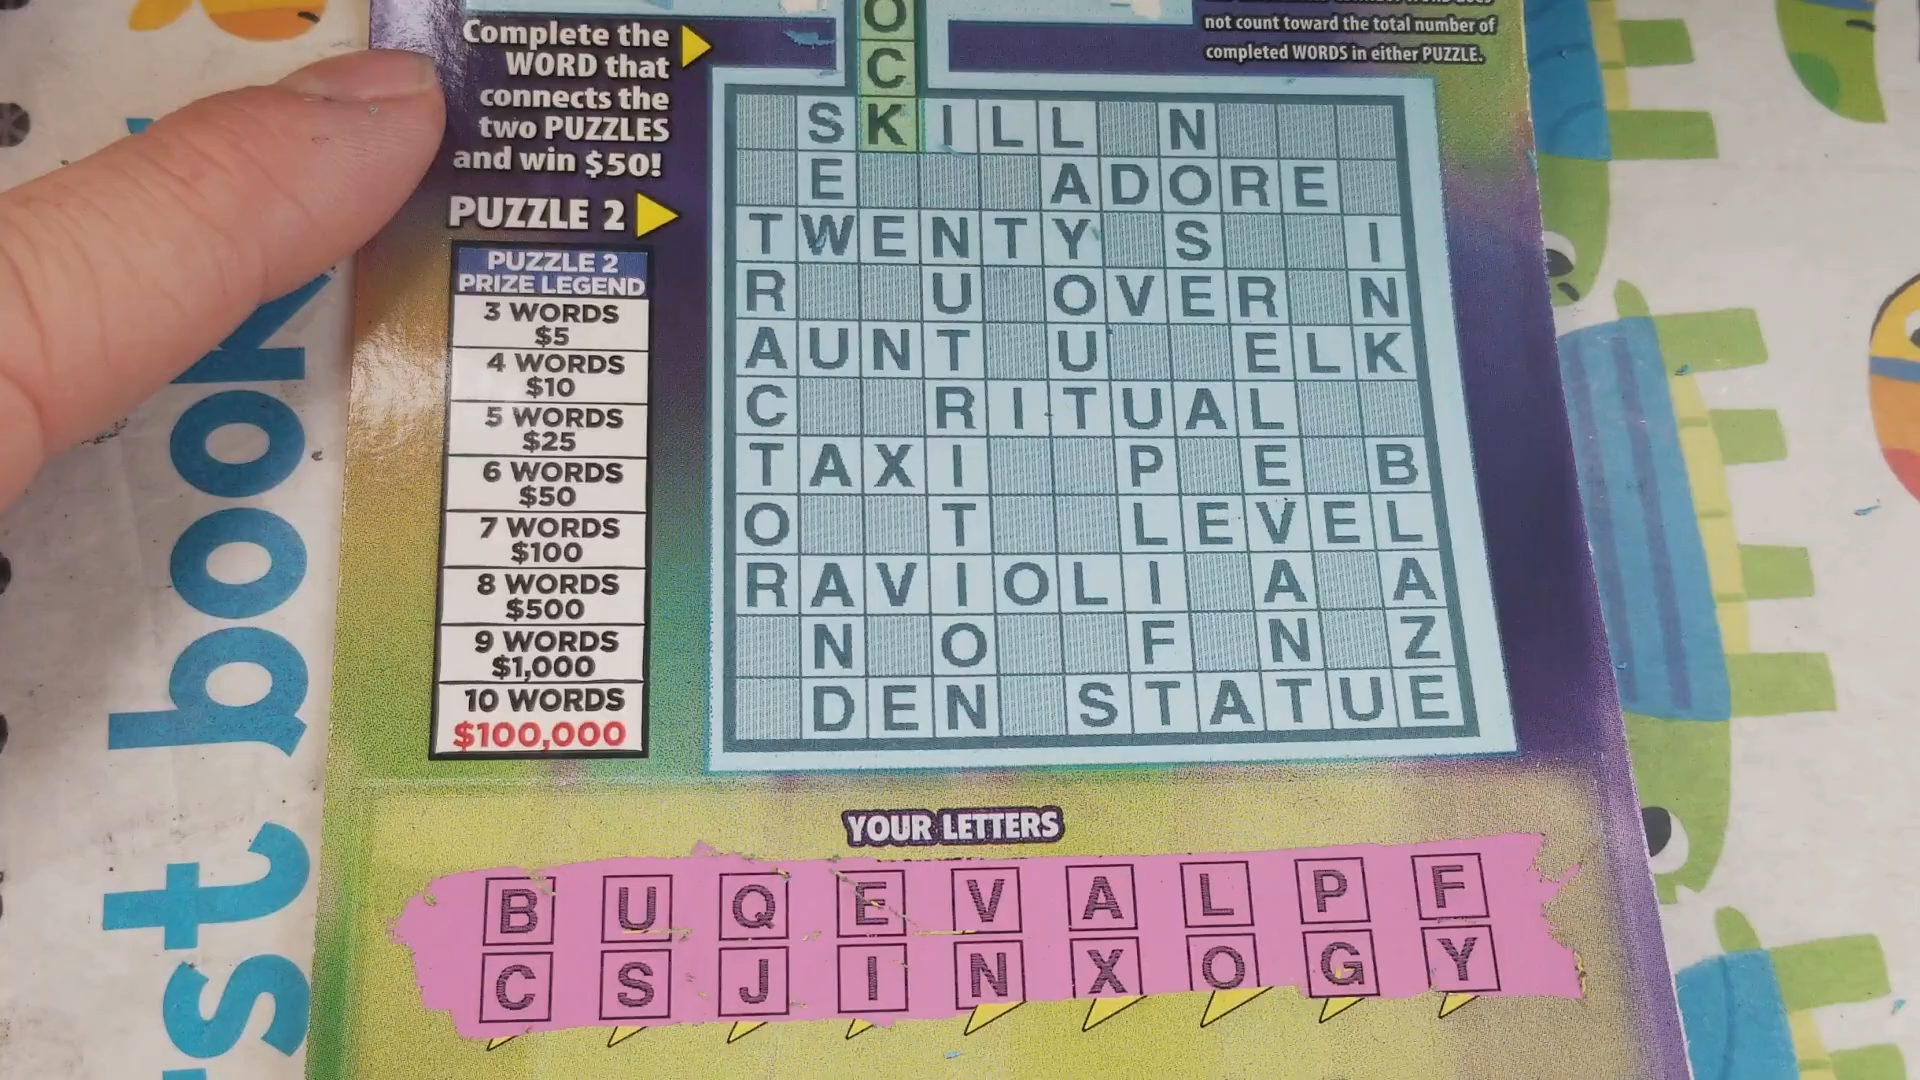 Complete the
WORD that
connects the
two PUZZLES
and win $50!
not count toward the total number of
completed WORDS in either PUZZLE.
O
C
PUZZLE 2
PUZZLE 2
PRIZE LEGEND
3 WORDS
$5
4 WORDS
$10
5 WORDS
$25
6 WORDS
$50
7 WORDS
$100
8 WORDS
$500
9 WORDS
$1,000
10 WORDS
$100,000
S K I L L N
E A D O R E
T W E N T Y S I
R U O V E R N
A U N T U E L K
C R I T U A L
T A X I P E B
O T L E V E L
R A V I O L I A A
N O F N Z
D E N S T A T U E
YOUR LETTERS
B U Q E V A L P F
C S J I N X O G Y
st book